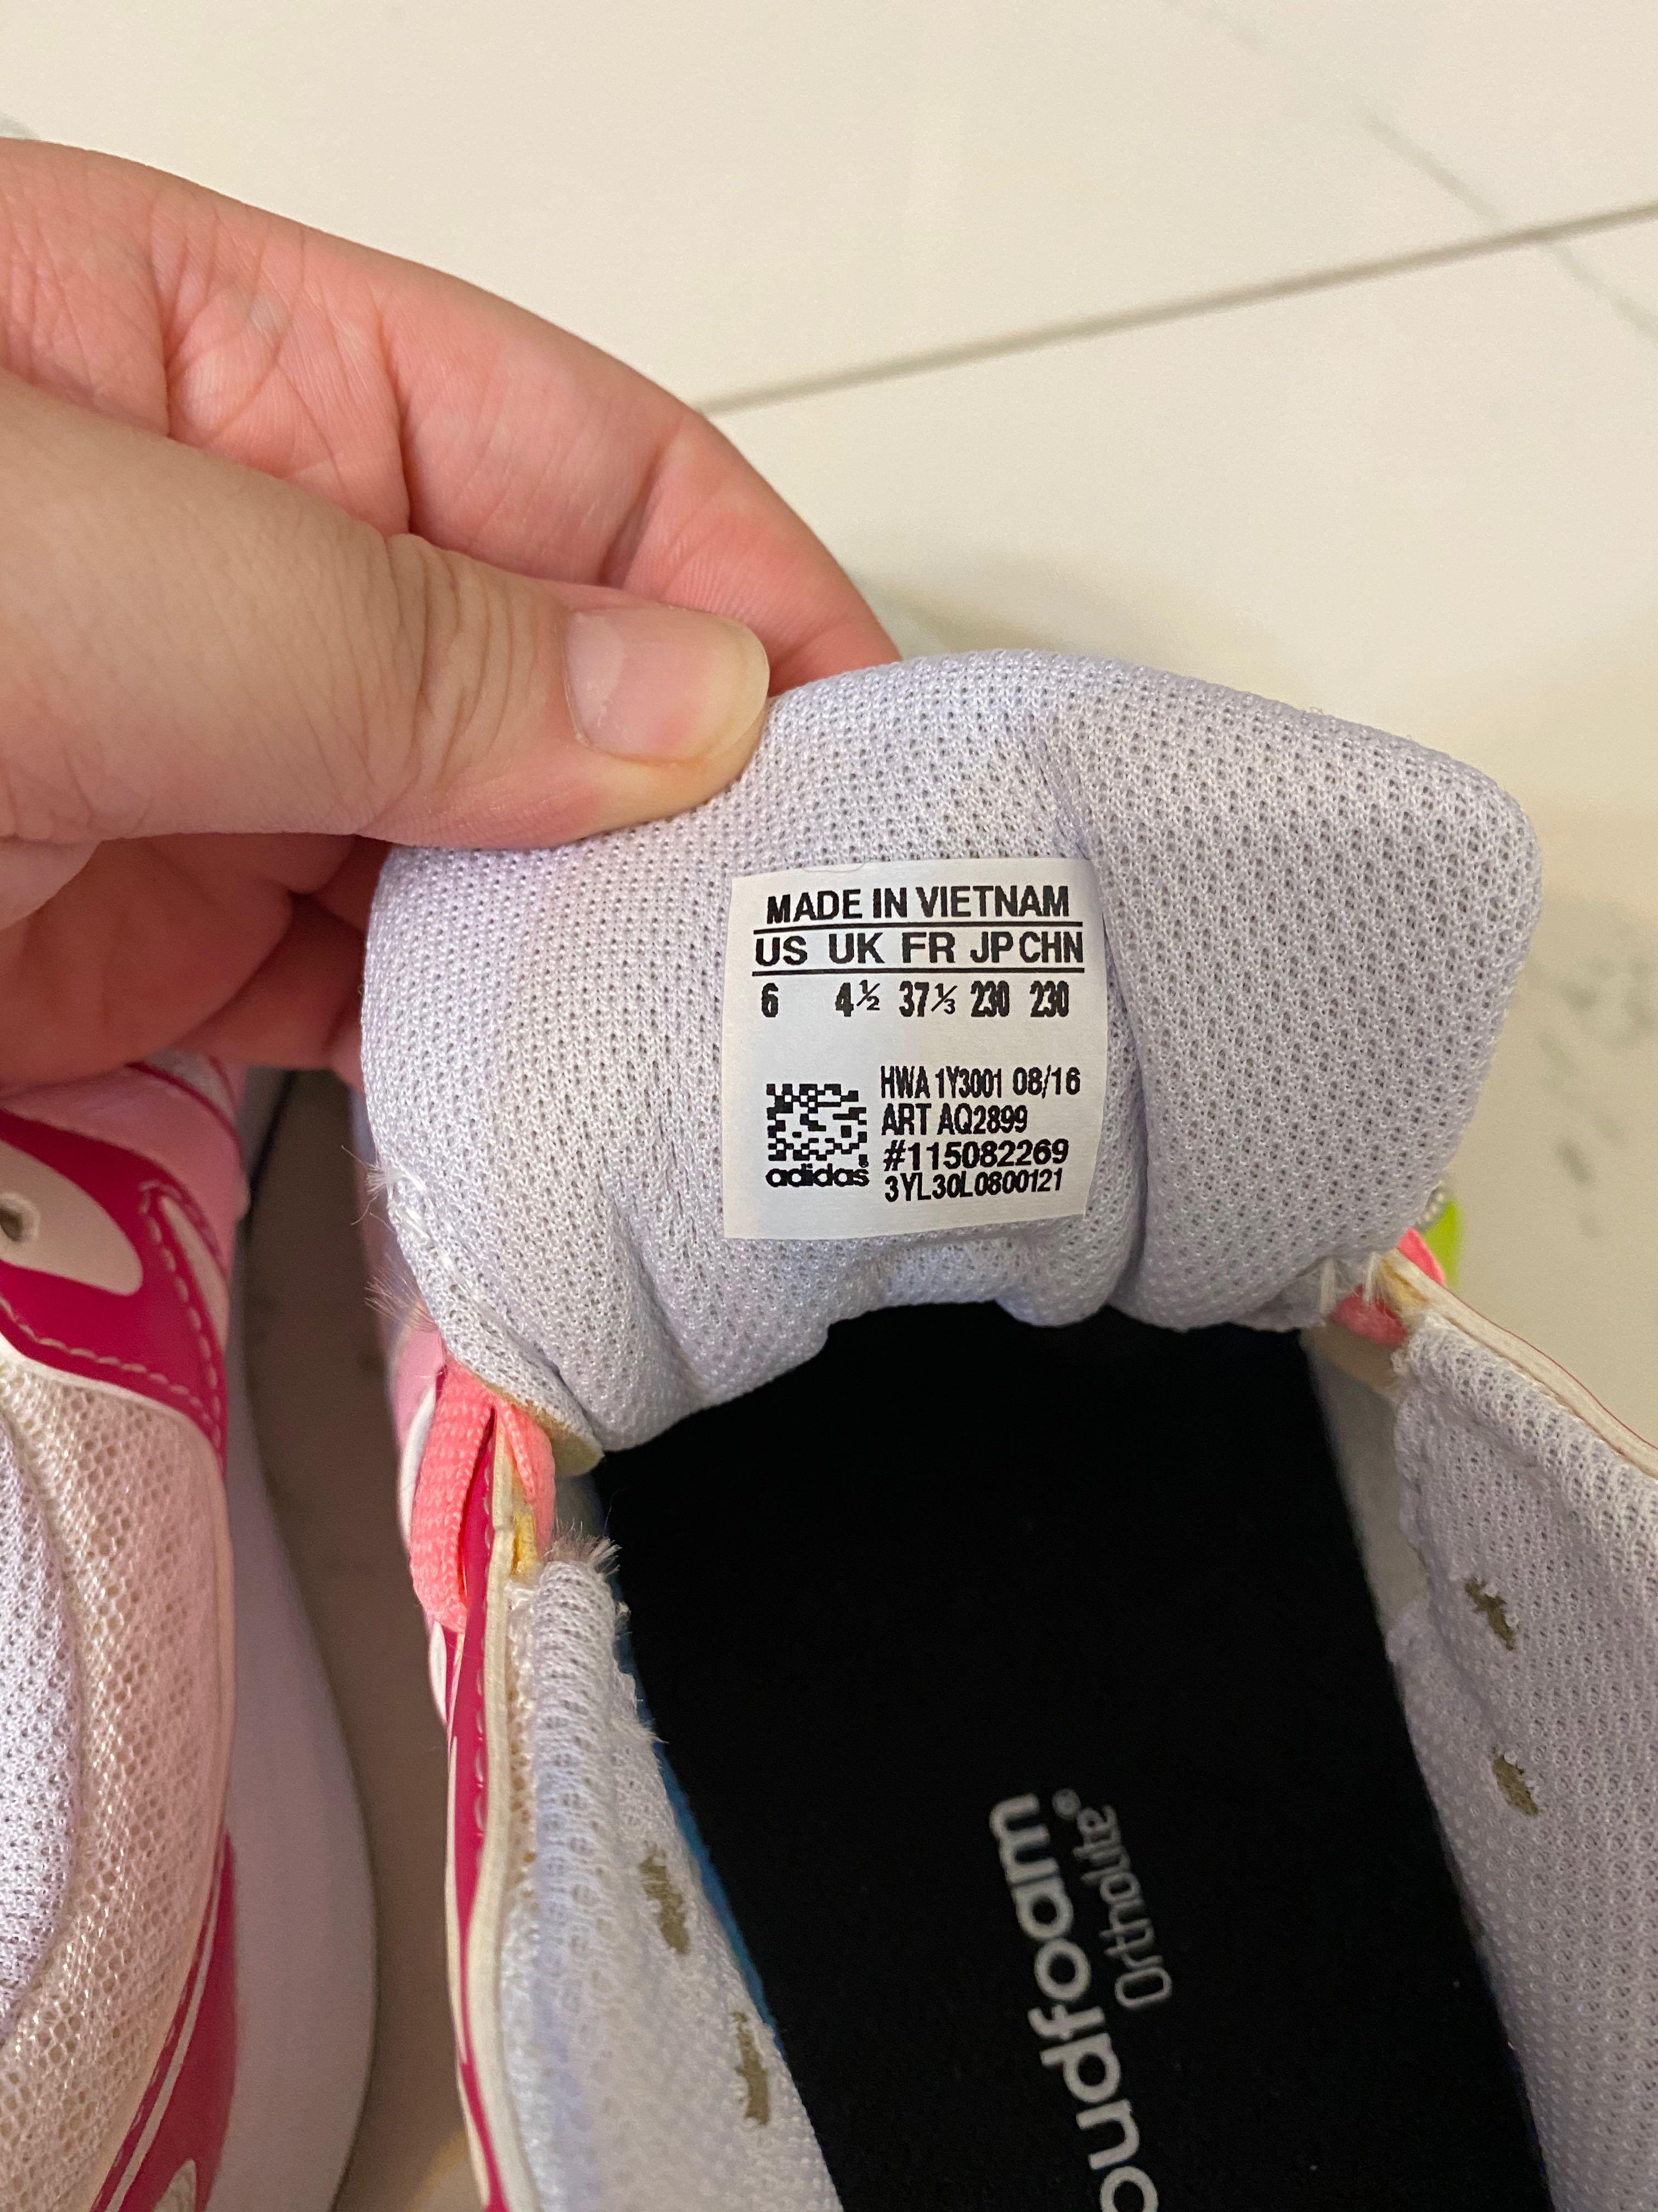 MADE IN VIETNAM
US UK FR JP CHN
6 4½ 37⅓ 230 230
HWA 1Y3001 08/16
ART AQ2899
#115082269
3YL30L0800121
adidas
oundfoam
Ortholite®